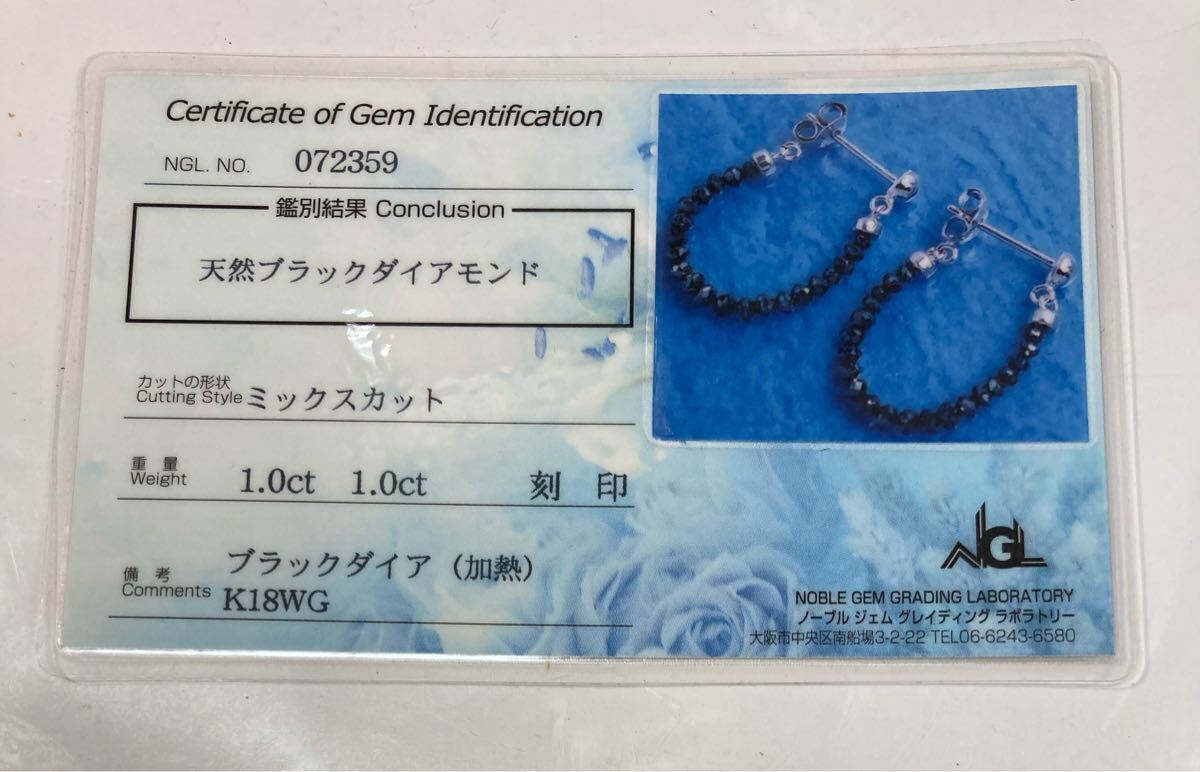 Certificate of Gem Identification
NGL. NO. 072359
鑑別結果 Conclusion
天然ブラックダイアモンド
カットの形状
Cutting Style ミックスカット
重量
Weight 1.0ct 1.0ct 刻印
備考 ブラックダイア（加熱）
Comments K18WG
NGL
NOBLE GEM GRADING LABORATORY
ノーブル ジェム グレイディング ラボラトリー
大阪市中央区南船場3-2-22 TEL06-6243-6580